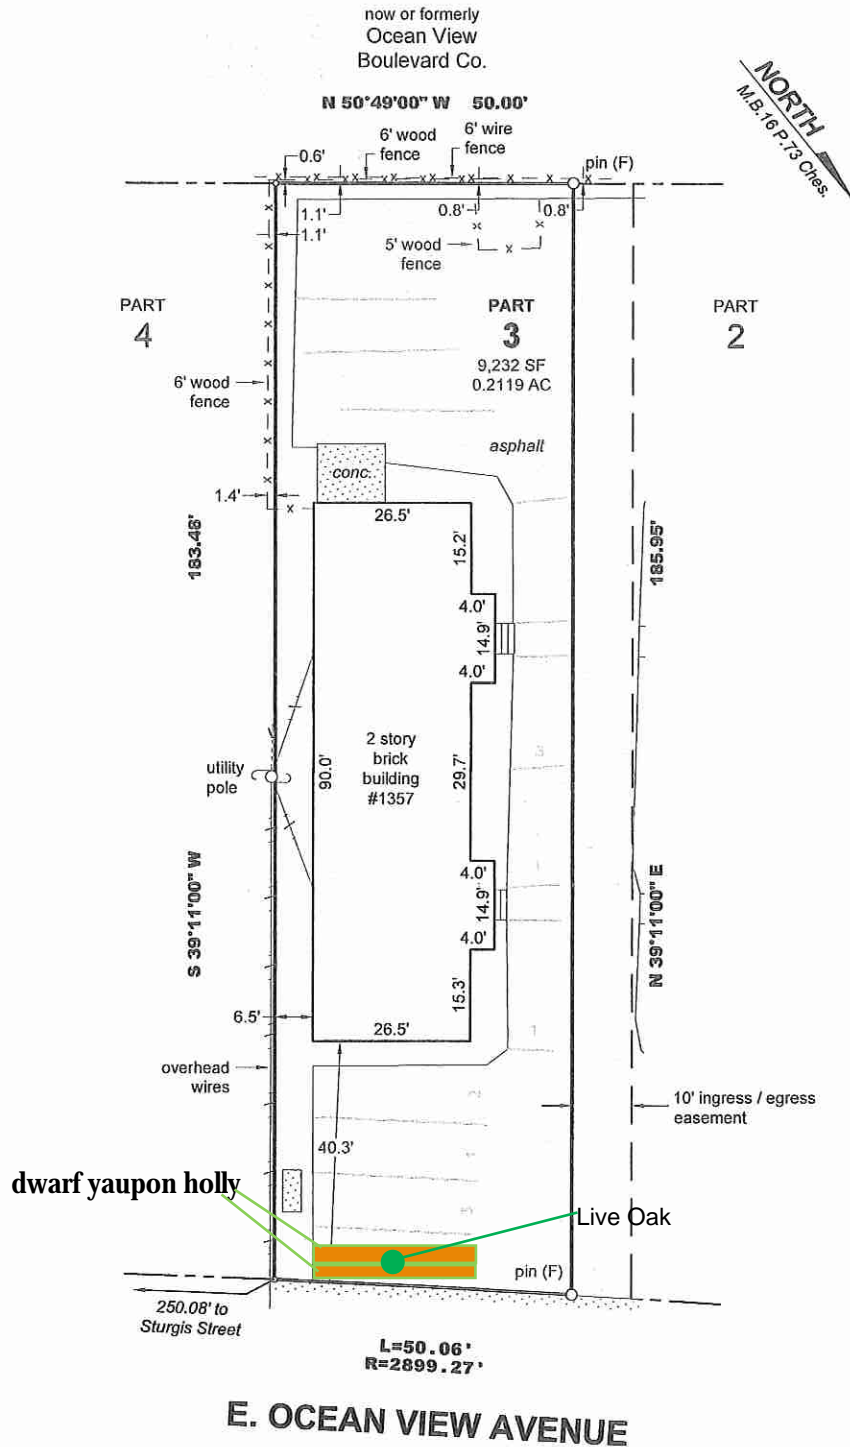 now or formerly
Ocean View
Boulevard Co.
N 50°49'00" W 50.00'
NORTH
M.B.16 P.73 Ches.
0.6'
6' wood
fence
6' wire
fence
pin (F)
1.1'
0.8'
0.8'
1.1'
5' wood
fence
PART
4
PART
3
9,232 SF
0.2119 AC
PART
2
6' wood
fence
asphalt
conc.
1.4'
26.5'
183.48'
15.2'
185.95'
4.0'
14.9'
4.0'
utility
pole
90.0'
2 story
brick
building
#1357
29.7'
3
S 39°11'00" W
4.0'
14.9'
4.0'
N 39°11'00" E
15.3'
6.5'
26.5'
1
overhead
wires
2
10' ingress / egress
easement
40.3'
dwarf yaupon holly
Live Oak
pin (F)
250.08' to
Sturgis Street
L=50.06'
R=2899.27'
E. OCEAN VIEW AVENUE